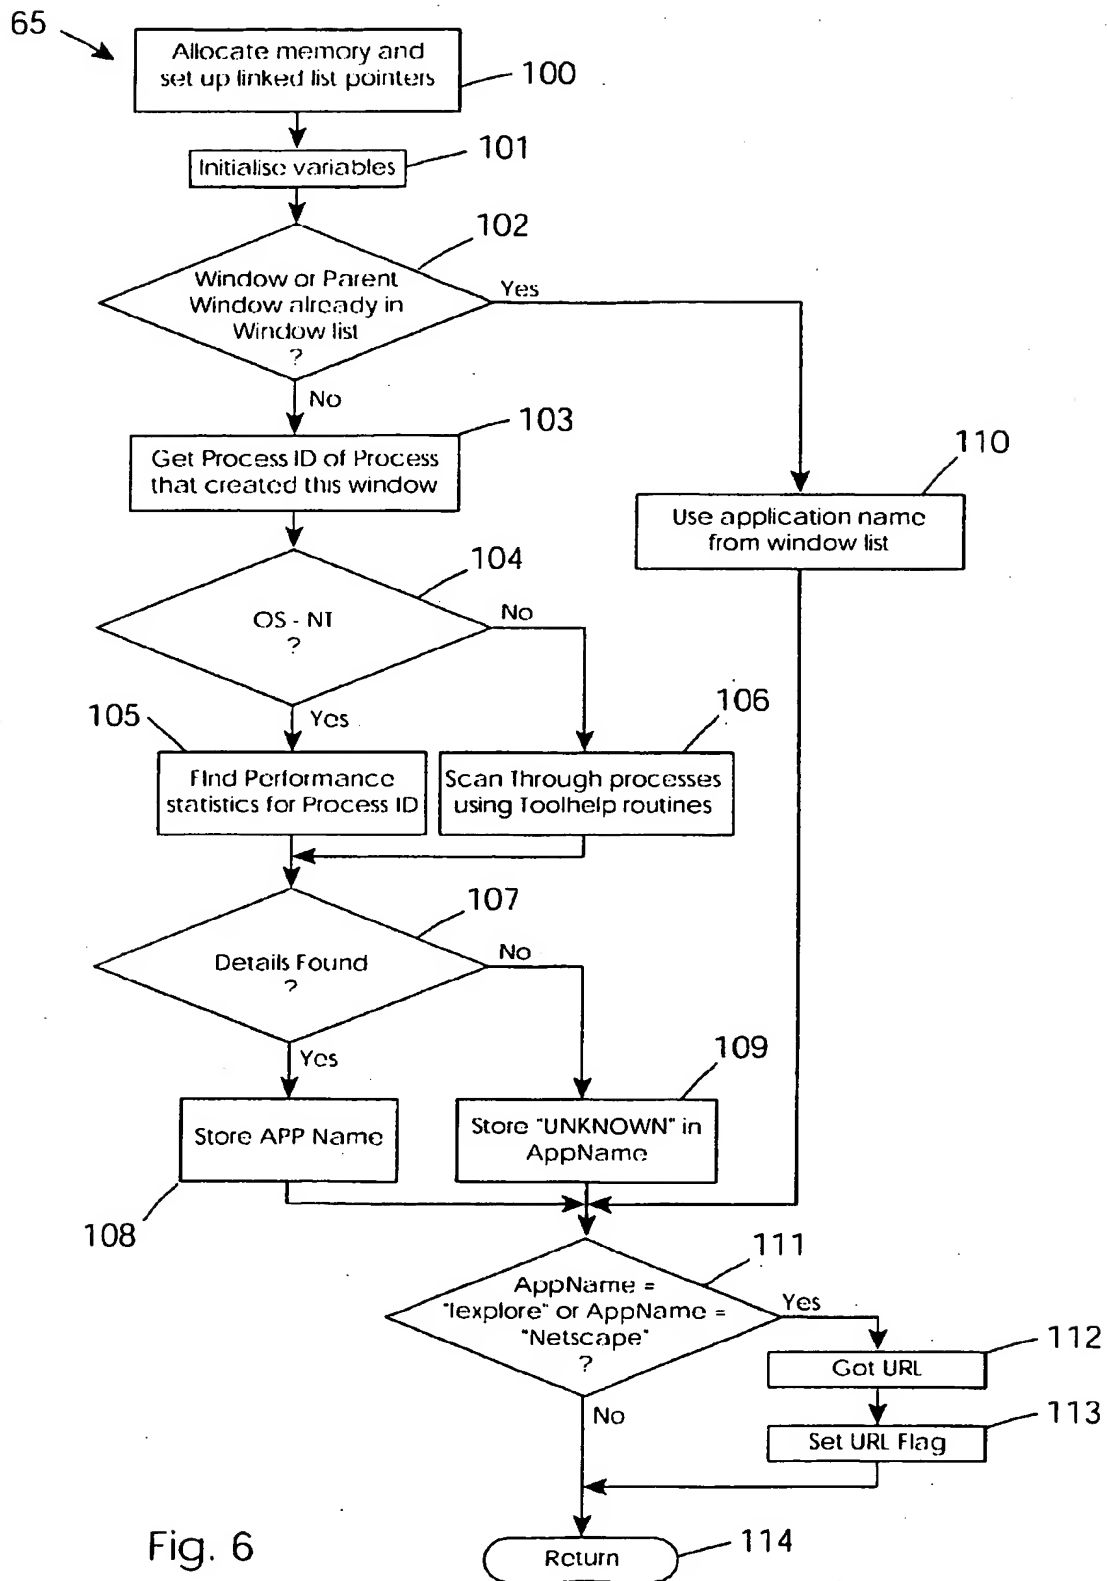 65
Allocate memory and
set up linked list pointers
100
Initialise variables
101
102
Window or Parent
Window already in
Window list
?
Yes
No
103
Get Process ID of Process
that created this window
110
Use application name
from window list
104
OS - NT
?
No
Yes
105
106
Find Performance
statistics for Process ID
Scan Through processes
using Toolhelp routines
107
Details Found
?
No
Yes
109
Store APP Name
Store "UNKNOWN" in
AppName
108
111
AppName =
"Iexplore" or AppName =
"Netscape"
?
Yes
No
112
Got URL
113
Set URL Flag
Fig. 6
Return
114